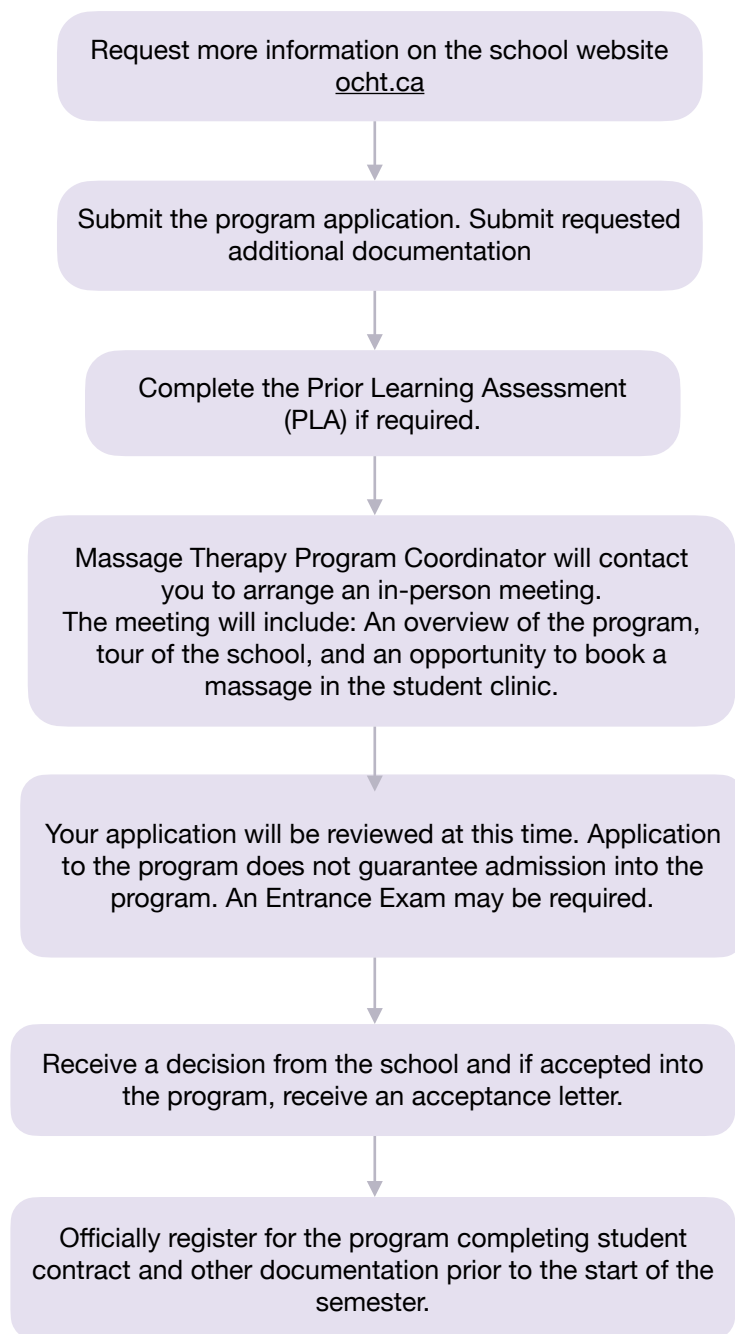 Request more information on the school website
ocht.ca
Submit the program application. Submit requested
additional documentation
Complete the Prior Learning Assessment
(PLA) if required.
Massage Therapy Program Coordinator will contact
you to arrange an in-person meeting.
The meeting will include: An overview of the program,
tour of the school, and an opportunity to book a
massage in the student clinic.
Your application will be reviewed at this time. Application
to the program does not guarantee admission into the
program. An Entrance Exam may be required.
Receive a decision from the school and if accepted into
the program, receive an acceptance letter.
Officially register for the program completing student
contract and other documentation prior to the start of the
semester.